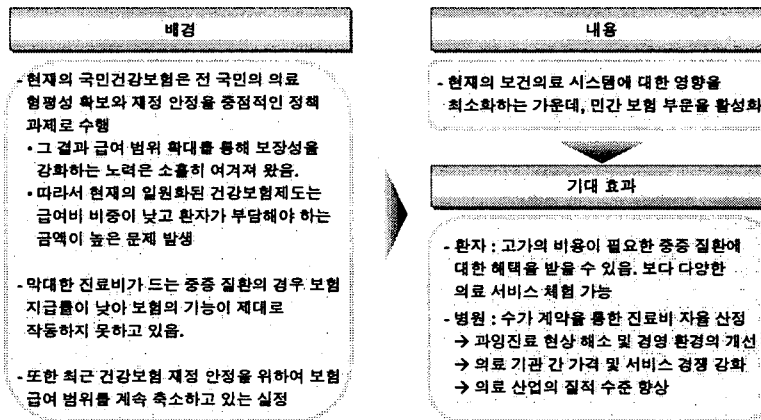 배경
- 현재의 국민건강보험은 전 국민의 의료
형평성 확보와 재정 안정을 중점적인 정책
과제로 수행
• 그 결과 급여 범위 확대를 통해 보장성을
강화하는 노력은 소홀히 여겨져 왔음.
• 따라서 현재의 일원화된 건강보험제도는
급여비 비중이 낮고 환자가 부담해야 하는
금액이 높은 문제 발생
- 막대한 진료비가 드는 중증 질환의 경우 보험
지급률이 낮아 보험의 기능이 제대로
작동하지 못하고 있음.
- 또한 최근 건강보험 재정 안정을 위하여 보험
급여 범위를 계속 축소하고 있는 실정
내용
- 현재의 보건의료 시스템에 대한 영향을
최소화하는 가운데, 민간 보험 부문을 활성화
기대 효과
- 환자 : 고가의 비용이 필요한 중증 질환에
대한 혜택을 받을 수 있음. 보다 다양한
의료 서비스 체험 가능
- 병원 : 수가 계약을 통한 진료비 자율 산정
→ 과잉진료 현상 해소 및 경영 환경의 개선
→ 의료 기관 간 가격 및 서비스 경쟁 강화
→ 의료 산업의 질적 수준 향상